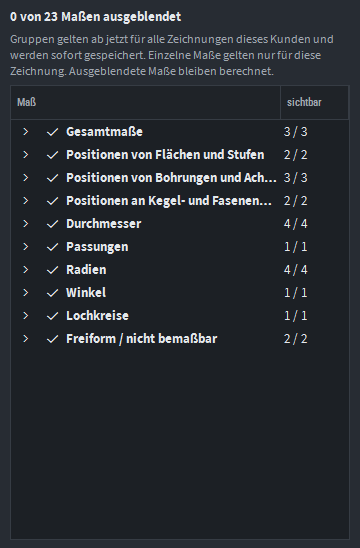 0 von 23 Maßen ausgeblendet
Gruppen gelten ab jetzt für alle Zeichnungen dieses Kunden und
werden sofort gespeichert. Einzelne Maße gelten nur für diese
Zeichnung. Ausgeblendete Maße bleiben berechnet.
Maß sichtbar
Gesamtmaße 3 / 3
Positionen von Flächen und Stufen 2 / 2
Positionen von Bohrungen und Ach... 3 / 3
Positionen an Kegel- und Fasenen... 2 / 2
Durchmesser 4 / 4
Passungen 1 / 1
Radien 4 / 4
Winkel 1 / 1
Lochkreise 1 / 1
Freiform / nicht bemaßbar 2 / 2